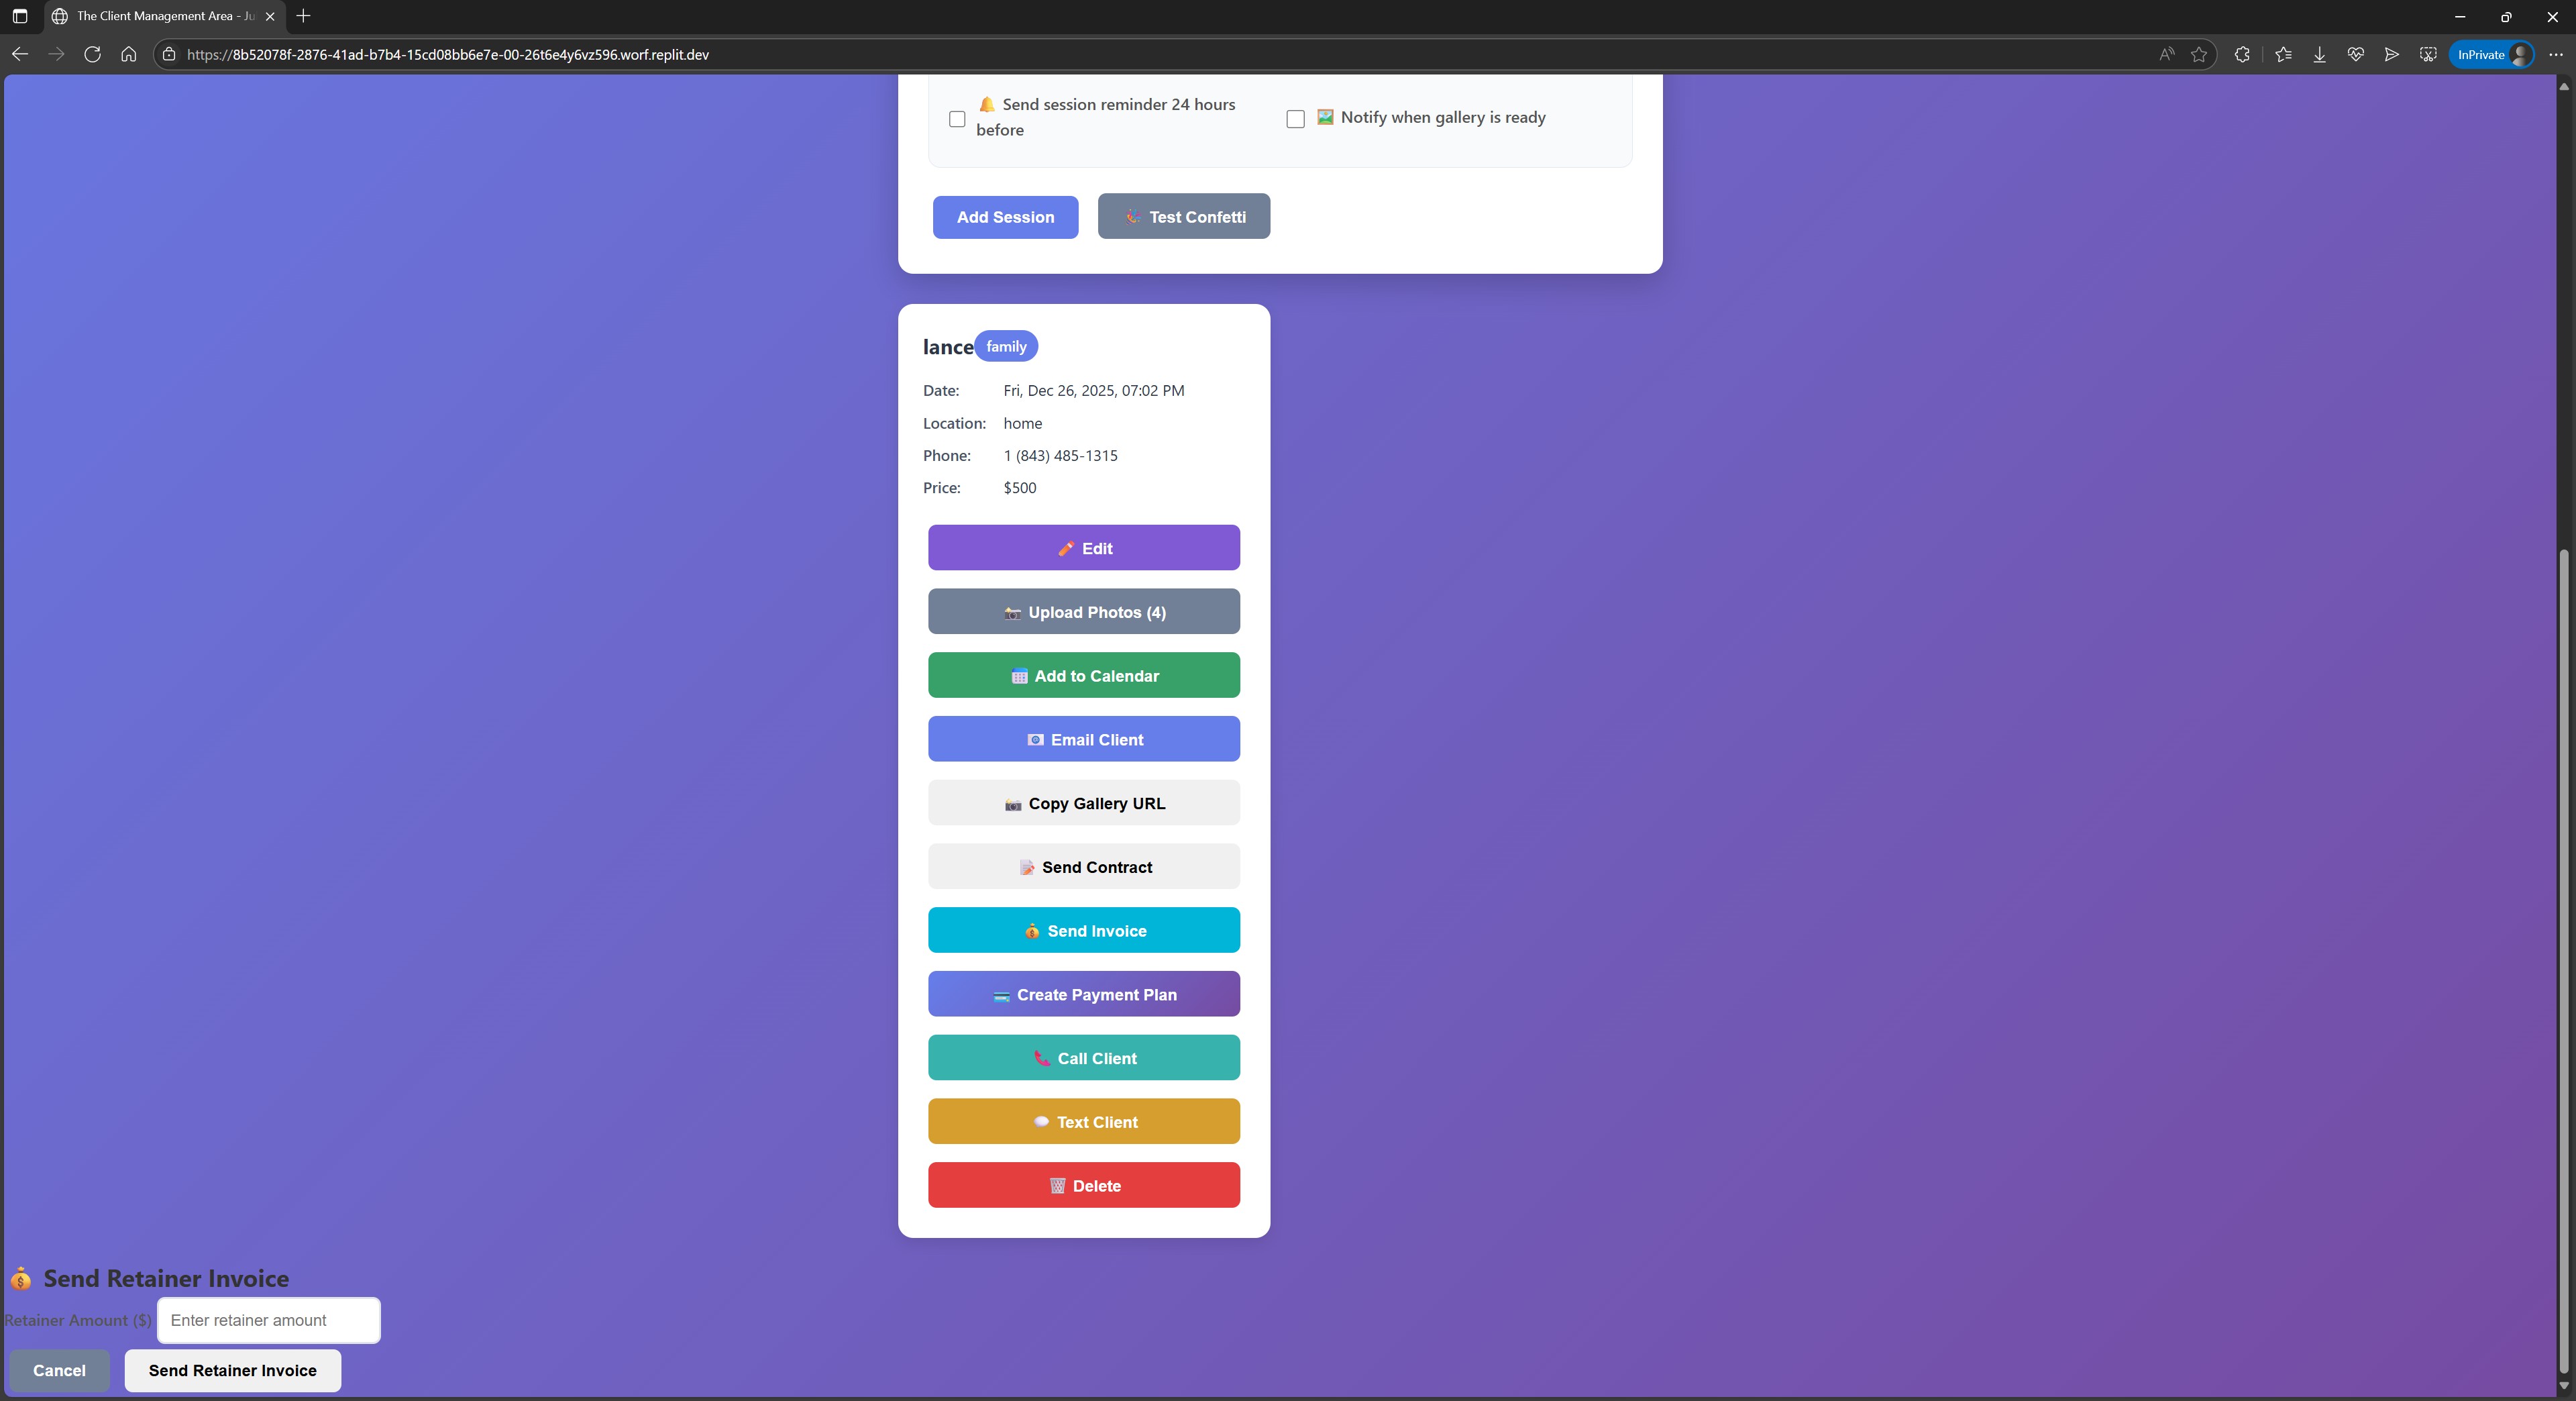 The Client Management Area - Ju
https://8b52078f-2876-41ad-b7b4-15cd08bb6e7e-00-26t6e4y6vz596.worf.replit.dev
InPrivate
🔔 Send session reminder 24 hours
before
🖼️ Notify when gallery is ready
Add Session
🎉 Test Confetti
lance
family
Date: Fri, Dec 26, 2025, 07:02 PM
Location: home
Phone: 1 (843) 485-1315
Price: $500
Edit
📸 Upload Photos (4)
Add to Calendar
📧 Email Client
📸 Copy Gallery URL
📝 Send Contract
💰 Send Invoice
💳 Create Payment Plan
📞 Call Client
💬 Text Client
🗑️ Delete
💰 Send Retainer Invoice
Retainer Amount ($)
Enter retainer amount
Cancel
Send Retainer Invoice